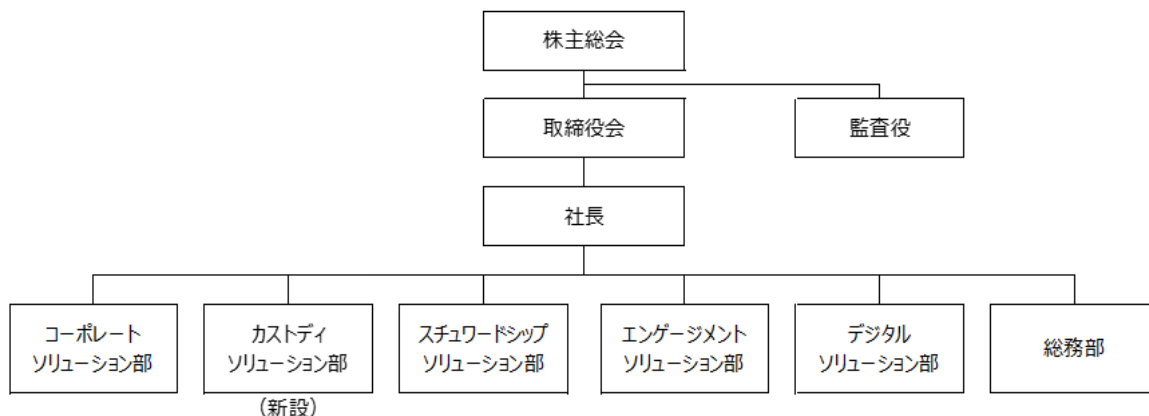 株主総会
取締役会
監査役
社長
コーポレート
ソリューション部
カストディ
ソリューション部
(新設)
スチュワードシップ
ソリューション部
エンゲージメント
ソリューション部
デジタル
ソリューション部
総務部